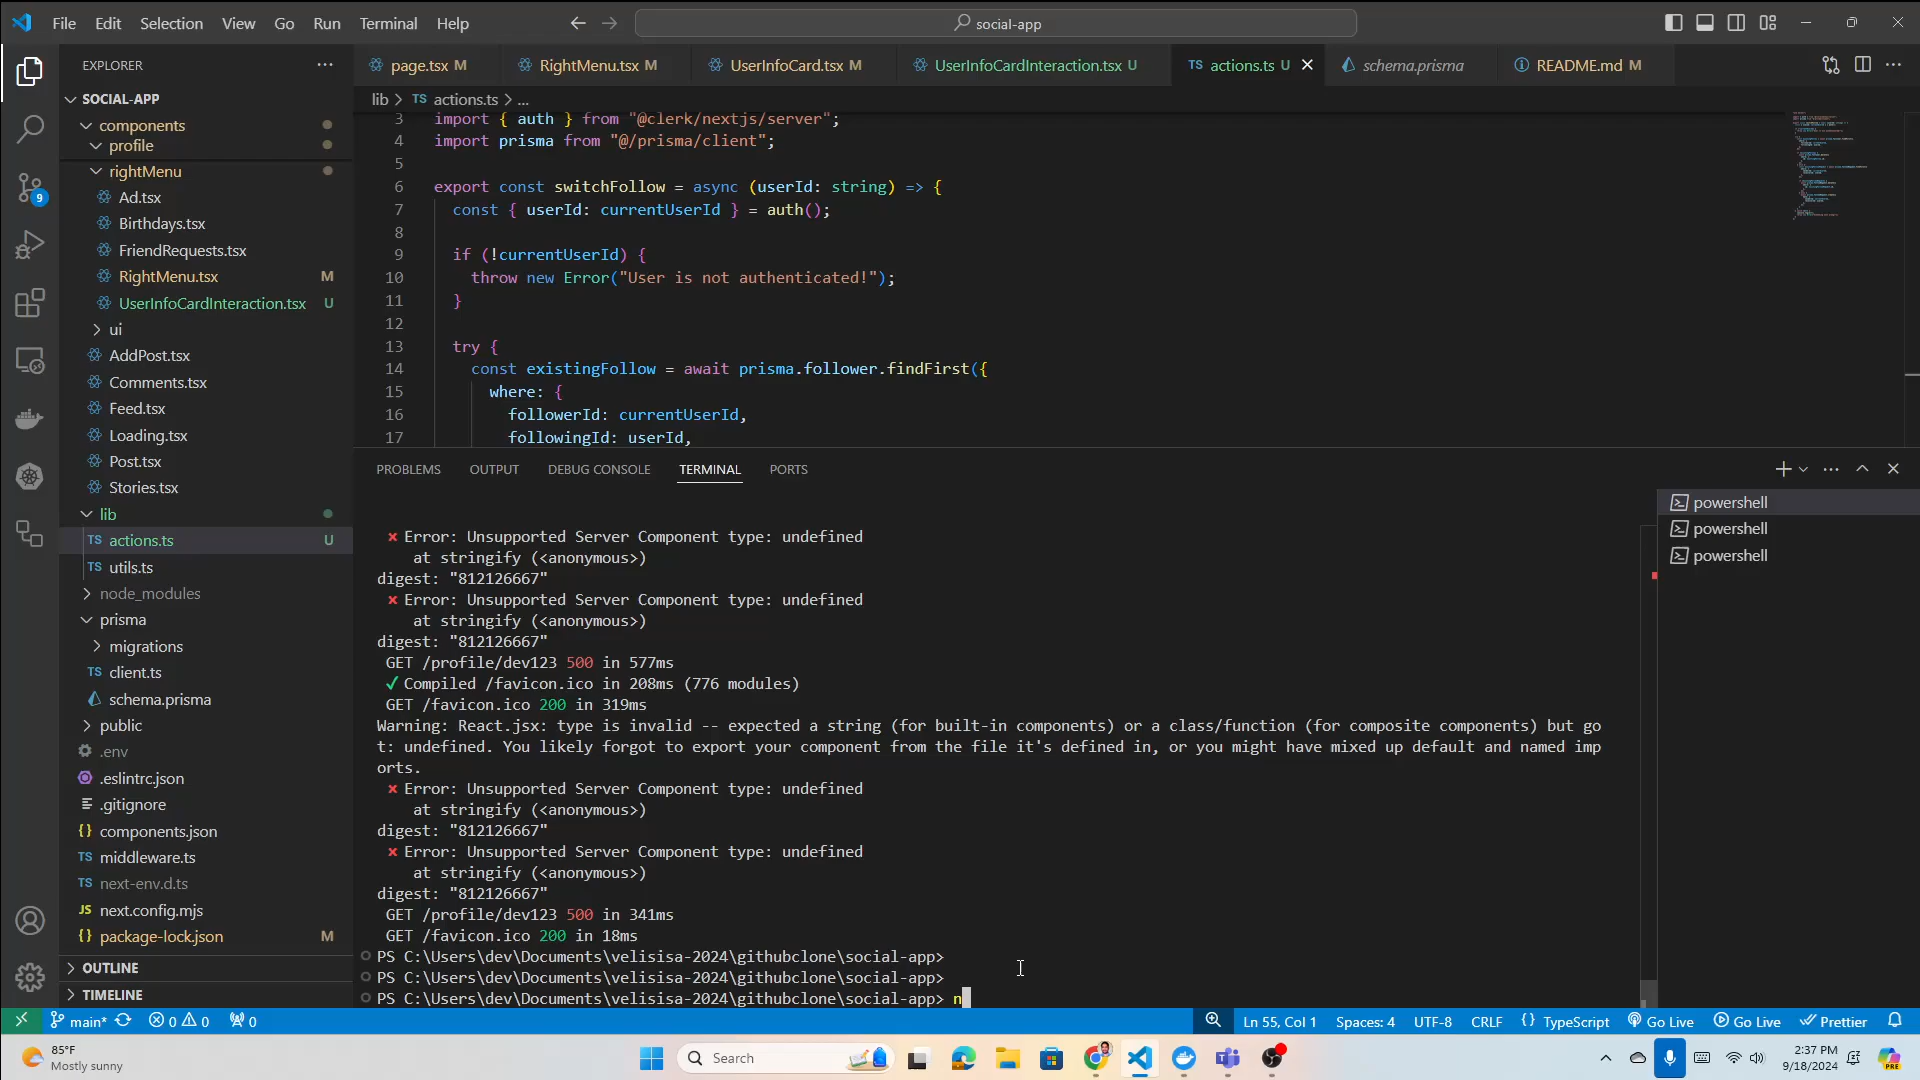 File Edit Selection View Go Run Terminal Help
social-app
EXPLORER
SOCIAL-APP
components
profile
rightMenu
Ad.tsx
Birthdays.tsx
FriendRequests.tsx
RightMenu.tsx M
UserInfoCardInteraction.tsx U
ui
AddPost.tsx
Comments.tsx
Feed.tsx
Loading.tsx
Post.tsx
Stories.tsx
lib
TS actions.ts U
TS utils.ts
node_modules
prisma
migrations
TS client.ts
schema.prisma
public
.env
.eslintrc.json
.gitignore
{} components.json
TS middleware.ts
TS next-env.d.ts
JS next.config.mjs
{} package-lock.json M
OUTLINE
TIMELINE
9
page.tsx M
RightMenu.tsx M
UserInfoCard.tsx M
UserInfoCardInteraction.tsx U
TS actions.ts U
schema.prisma
README.md M
lib > TS actions.ts > ...
3 import { auth } from "@clerk/nextjs/server";
4 import prisma from "@/prisma/client";
5
6 export const switchFollow = async (userId: string) => {
7 const { userId: currentUserId } = auth();
8
9 if (!currentUserId) {
10 throw new Error("User is not authenticated!");
11 }
12
13 try {
14 const existingFollow = await prisma.follower.findFirst({
15 where: {
16 followerId: currentUserId,
17 followingId: userId,
PROBLEMS OUTPUT DEBUG CONSOLE TERMINAL PORTS
powershell
powershell
powershell
⨯ Error: Unsupported Server Component type: undefined
at stringify (<anonymous>)
digest: "812126667"
⨯ Error: Unsupported Server Component type: undefined
at stringify (<anonymous>)
digest: "812126667"
GET /profile/dev123 500 in 577ms
✓ Compiled /favicon.ico in 208ms (776 modules)
GET /favicon.ico 200 in 319ms
Warning: React.jsx: type is invalid -- expected a string (for built-in components) or a class/function (for composite components) but go
t: undefined. You likely forgot to export your component from the file it's defined in, or you might have mixed up default and named imp
orts.
⨯ Error: Unsupported Server Component type: undefined
at stringify (<anonymous>)
digest: "812126667"
⨯ Error: Unsupported Server Component type: undefined
at stringify (<anonymous>)
digest: "812126667"
GET /profile/dev123 500 in 341ms
GET /favicon.ico 200 in 18ms
PS C:\Users\dev\Documents\velisisa-2024\githubclone\social-app>
PS C:\Users\dev\Documents\velisisa-2024\githubclone\social-app>
PS C:\Users\dev\Documents\velisisa-2024\githubclone\social-app> n
main* 0 0 0 Ln 55, Col 1 Spaces: 4 UTF-8 CRLF {} TypeScript Go Live Go Live Prettier
85°F
Mostly sunny
Search
2:37 PM
9/18/2024
PRE